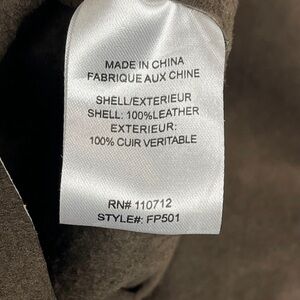 MADE IN CHINA
FABRIQUE AUX CHINE
SHELL/EXTERIEUR
SHELL: 100%LEATHER
EXTERIEUR:
100% CUIR VERITABLE
RN# 110712
STYLE#: FP501